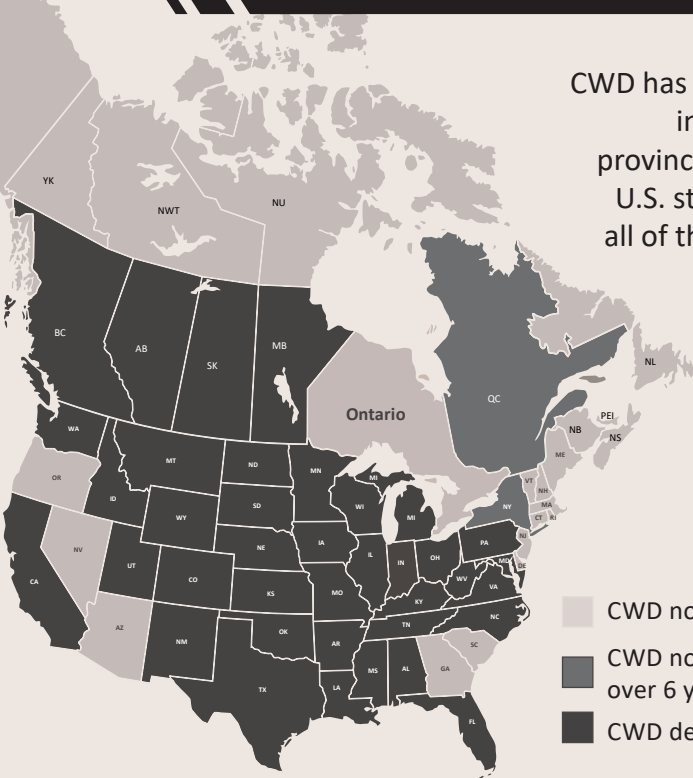 CWD has
provinc
U.S. st
all of th
YK
NWT
NU
BC
AB
SK
MB
Ontario
QC
NL
PEI
NB
NS
ME
WA
OR
ID
MT
ND
MN
MI
WI
MI
VT
NH
MA
CT
RI
NY
NJ
WY
SD
IA
NE
NV
UT
CO
KS
MO
IL
IN
OH
PA
MD
DE
WV
VA
KY
CA
AZ
NM
OK
AR
TN
NC
SC
TX
LA
MS
AL
GA
FL
CWD no
CWD no
over 6 y
CWD de